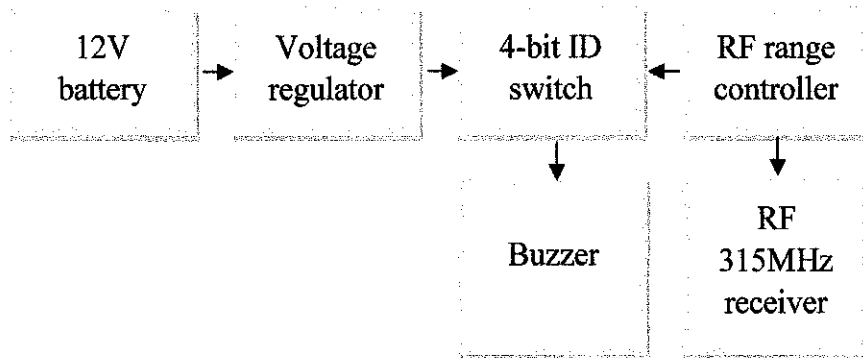 12V
battery
Voltage
regulator
4-bit ID
switch
RF range
controller
Buzzer
RF
315MHz
receiver